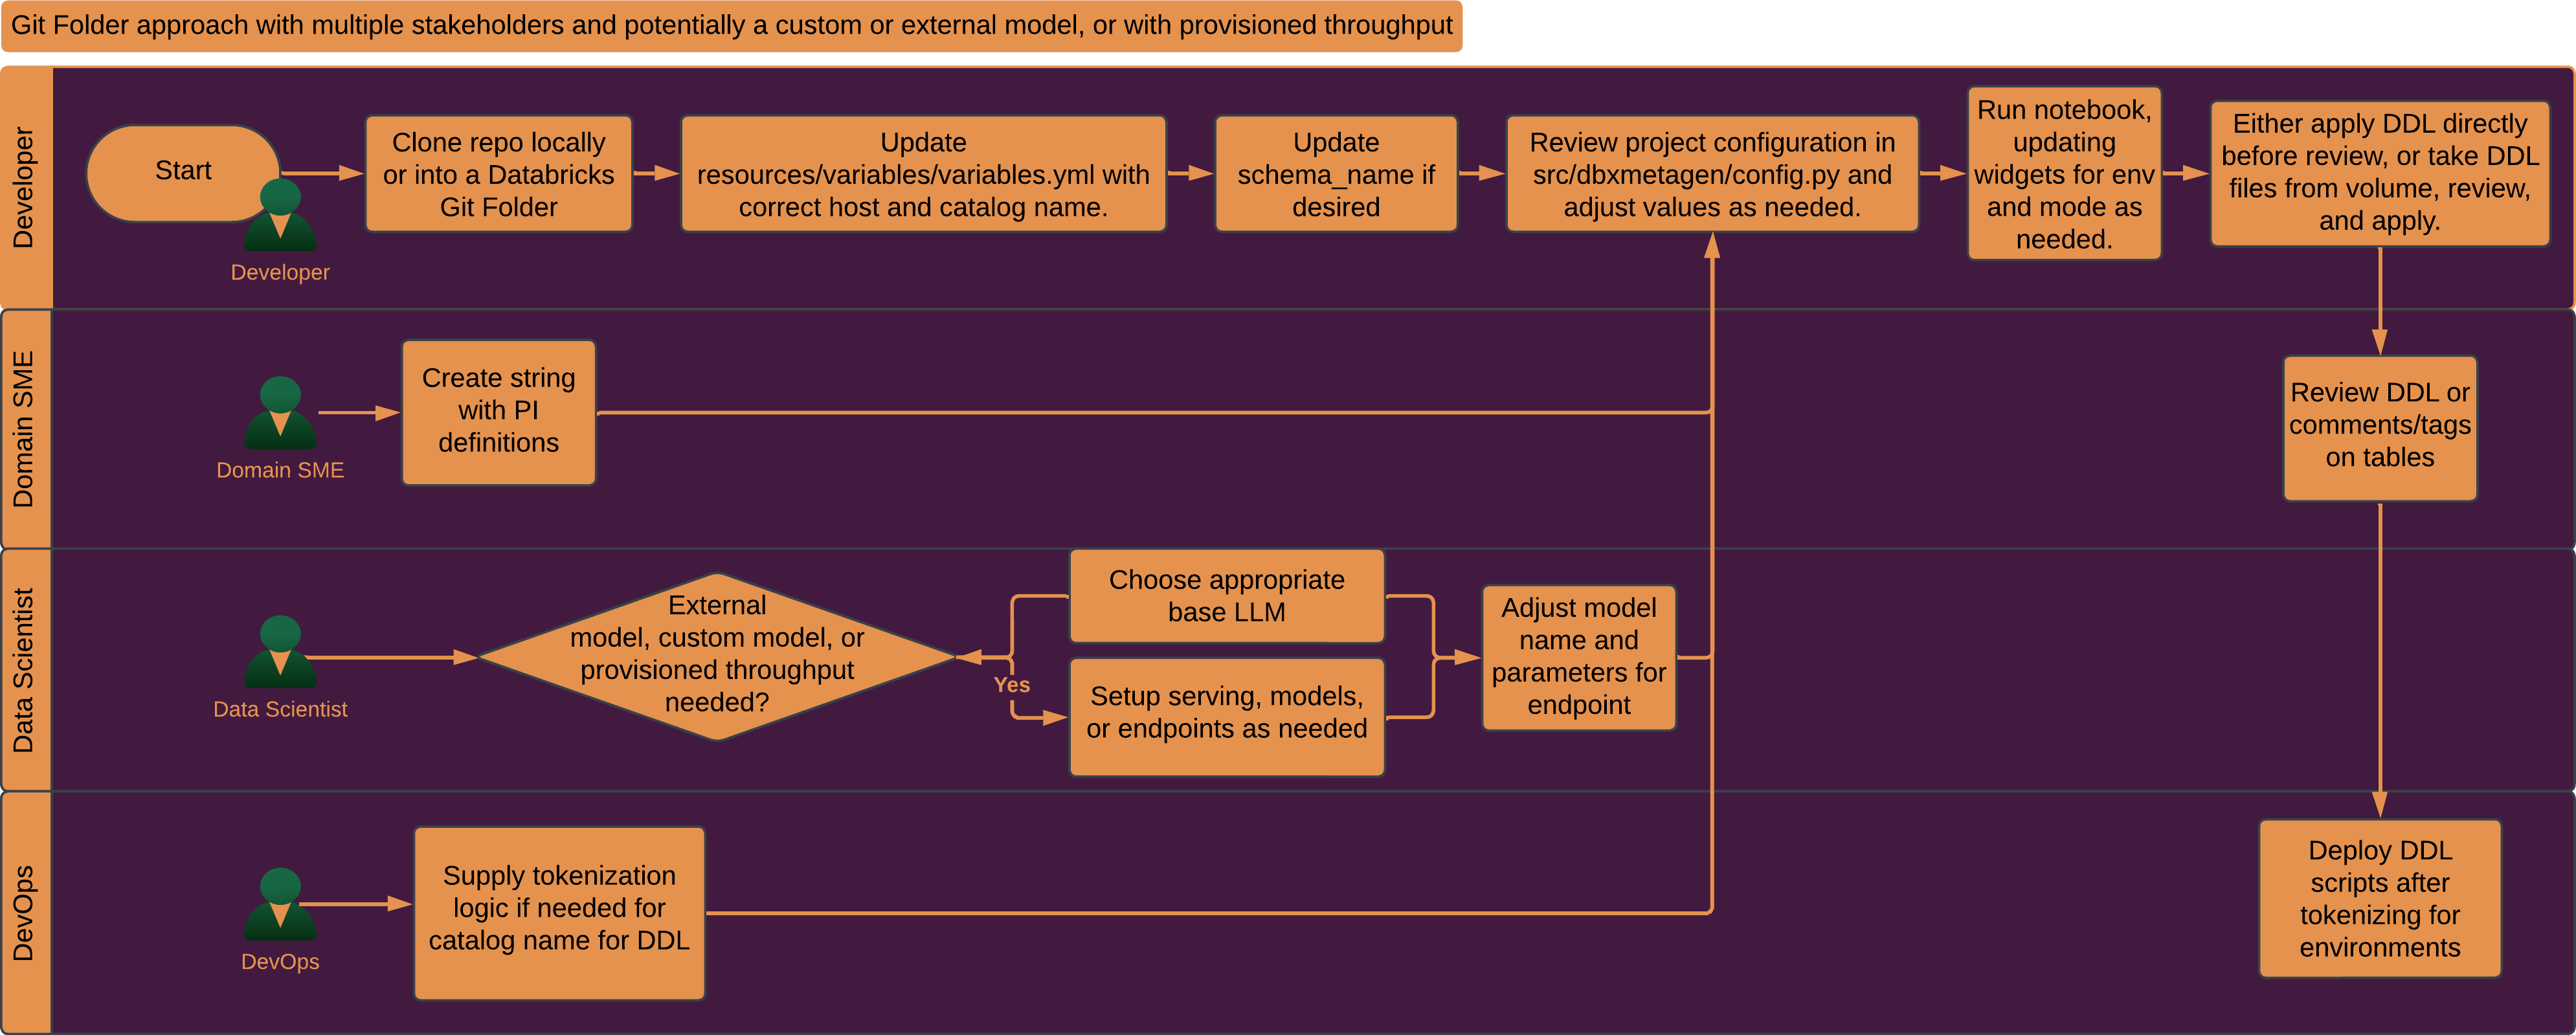 Git Folder approach with multiple stakeholders and potentially a custom or external model, or with provisioned throughput
Developer
Start
Developer
Clone repo locally
or into a Databricks
Git Folder
Update
resources/variables/variables.yml with
correct host and catalog name.
Update
schema_name if
desired
Review project configuration in
src/dbxmetagen/config.py and
adjust values as needed.
Run notebook,
updating
widgets for env
and mode as
needed.
Either apply DDL directly
before review, or take DDL
files from volume, review,
and apply.
Domain SME
Domain SME
Create string
with PI
definitions
Review DDL or
comments/tags
on tables
Data Scientist
Data Scientist
External
model, custom model, or
provisioned throughput
needed?
Yes
Choose appropriate
base LLM
Setup serving, models,
or endpoints as needed
Adjust model
name and
parameters for
endpoint
DevOps
DevOps
Supply tokenization
logic if needed for
catalog name for DDL
Deploy DDL
scripts after
tokenizing for
environments